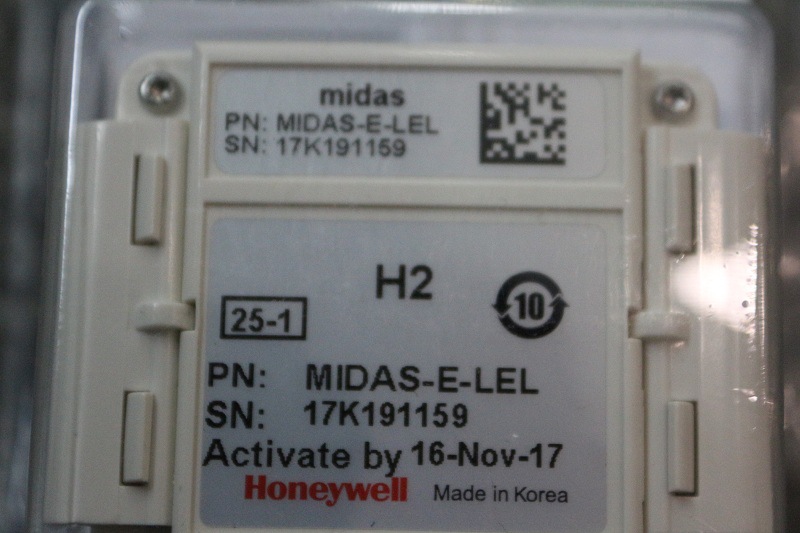 midas
PN: MIDAS-E-LEL
SN: 17K191159
H2
25-1
10
PN: MIDAS-E-LEL
SN: 17K191159
Activate by 16-Nov-17
Honeywell Made in Korea